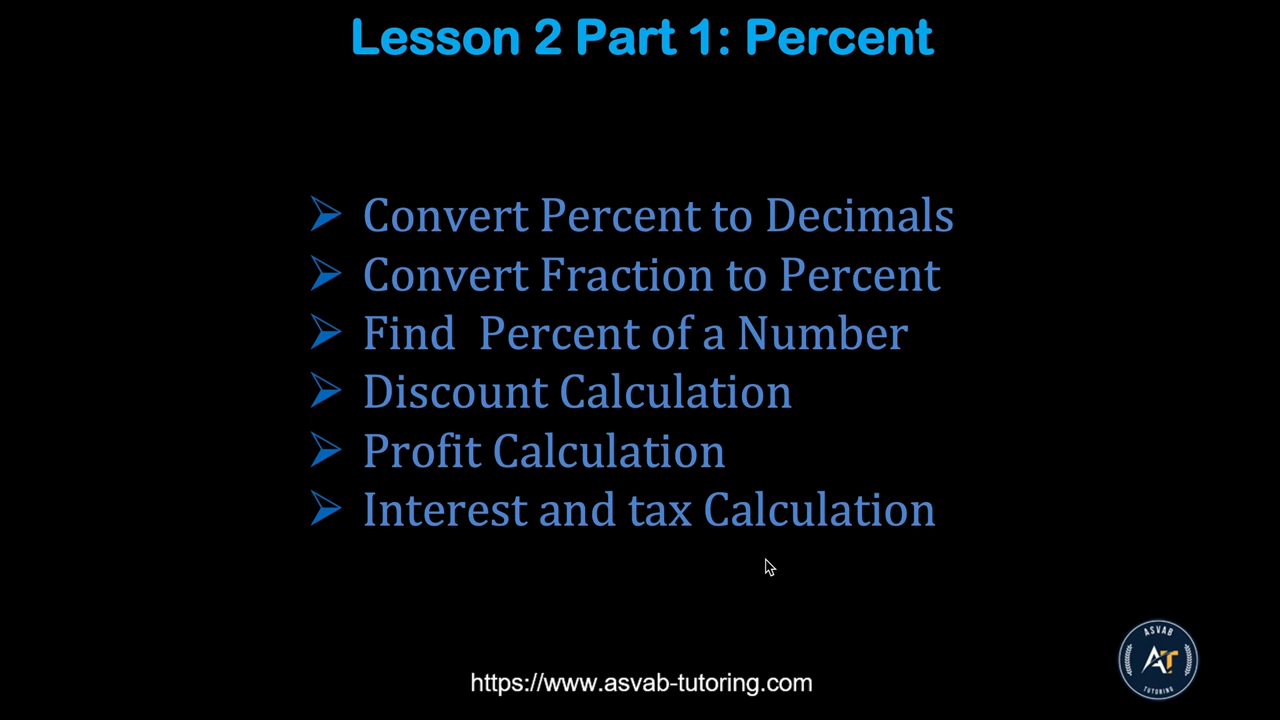 Lesson 2 Part 1: Percent
Convert Percent to Decimals
Convert Fraction to Percent
Find  Percent of a Number
Discount Calculation
Profit Calculation
Interest and tax Calculation
https://www.asvab-tutoring.com
ASVAB
AT
TUTORING